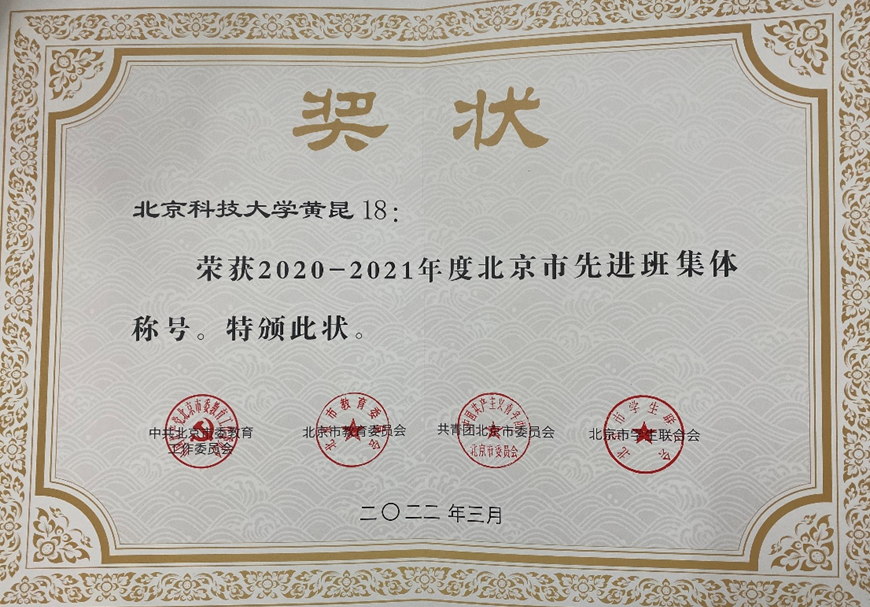 奖状
北京科技大学黄昆18：
荣获2020-2021年度北京市先进班集体
称号。特颁此状。
中共北京市委教育 北京市教育委员会 共青团北京市委员会 北京市学生联合会
工作委员会
二〇二二年三月